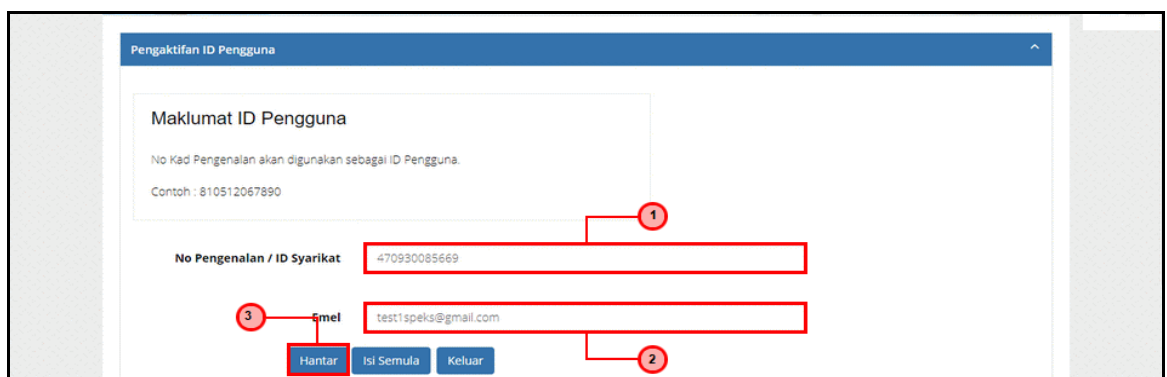 Pengaktifan ID Pengguna
Maklumat ID Pengguna
No Kad Pengenalan akan digunakan sebagai ID Pengguna.
Contoh : 810512067890
1
No Pengenalan / ID Syarikat 470930085669
3 Emel test1speks@gmail.com
Hantar Isi Semula Keluar 2